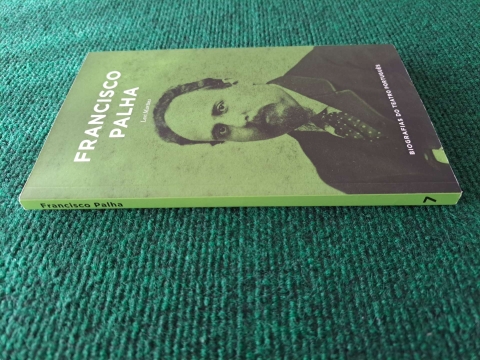 FRANCISCO
PALHA
BIOGRAFIAS DO TEATRO PORTUGUÊS
Francisco Palha
7